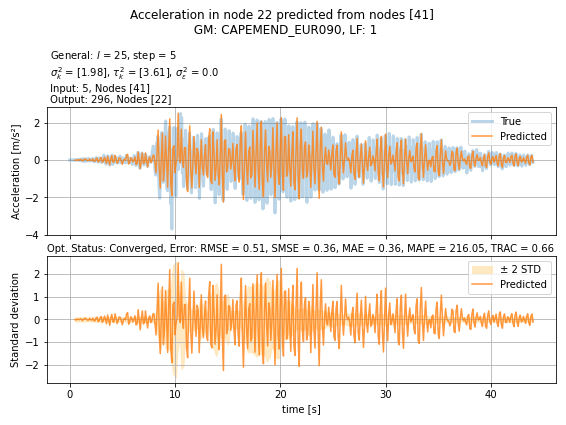 Acceleration in node 22 predicted from nodes [41]
GM: CAPEMEND_EUR090, LF: 1
General: l = 25, step = 5
σ²ₖ = [1.98], τ²ₖ = [3.61], σ²ε = 0.0
Input: 5, Nodes [41]
Output: 296, Nodes [22]
Acceleration [m/s²]
2
0
−2
−4
True
Predicted
Opt. Status: Converged, Error: RMSE = 0.51, SMSE = 0.36, MAE = 0.36, MAPE = 216.05, TRAC = 0.66
Standard deviation
2
1
0
−1
−2
± 2 STD
Predicted
0 10 20 30 40
time [s]